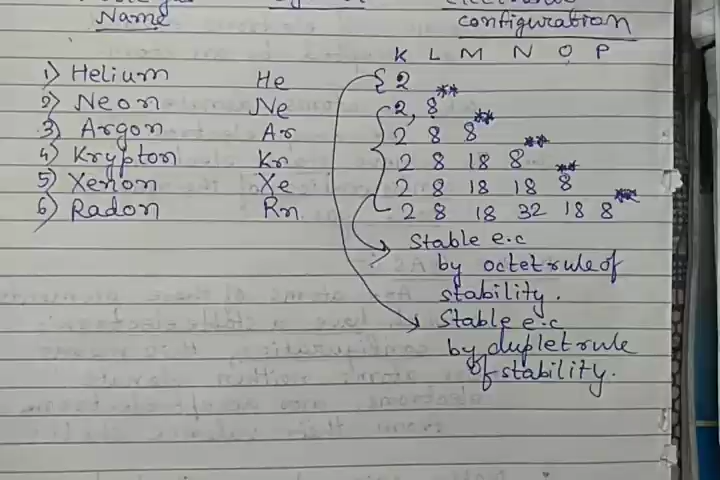 Name configuration
K L M N O P
1) Helium He 2
2) Neon Ne 2, 8**
3) Argon Ar 2 8 8**
4) Krypton Kr 2 8 18 8**
5) Xenon Xe 2 8 18 18 8**
6) Radon Rn 2 8 18 32 18 8**
Stable e.c
by octet rule of
stability.
Stable e.c
by duplet rule
of stability.